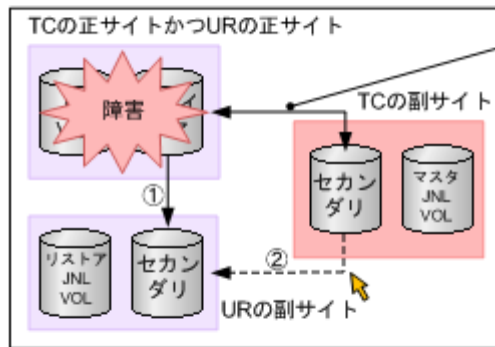 TCの正サイトかつURの正サイト
障害
TCの副サイト
セカン
ダリ
マスタ
JNL
VOL
①
リストア
JNL
VOL
セカン
ダリ
②
URの副サイト